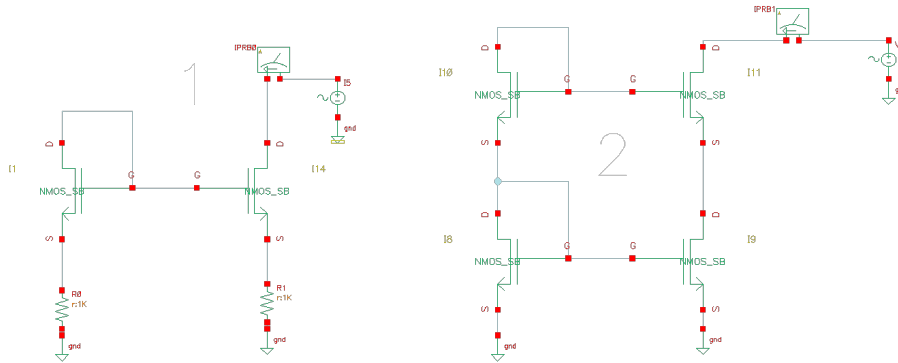 IPRB1
A
D
D
V
I10
I11
G
G
NMOS_SB
NMOS_SB
g
S
S
2
D
D
I8
I9
G
G
NMOS_SB
NMOS_SB
S
S
gnd
gnd
IPRB0
A
1
I5
gnd
D
D
I1
I14
G
G
NMOS_SB
NMOS_SB
S
S
R0
r:1K
R1
r:1K
gnd
gnd